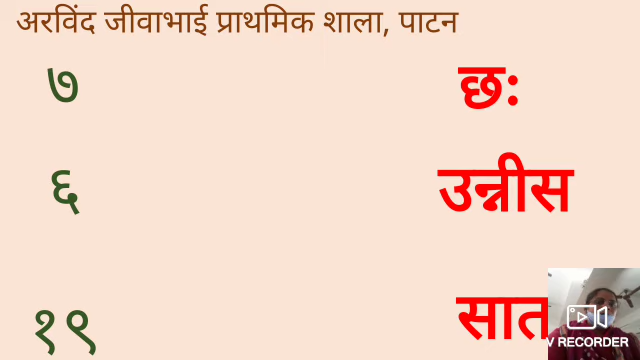 अरविंद जीवाभाई प्राथमिक शाला, पाटन
७ छः
६ उन्नीस
१९ सात
V RECORDER